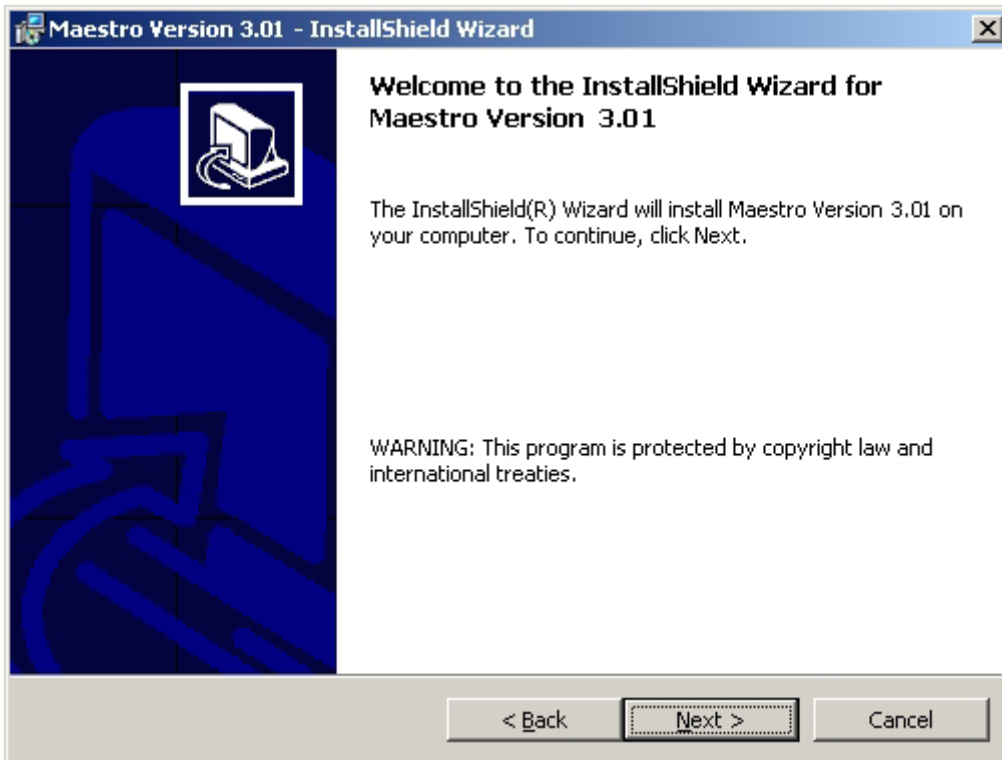 Maestro Version 3.01 - InstallShield Wizard
Welcome to the InstallShield Wizard for
Maestro Version 3.01
The InstallShield(R) Wizard will install Maestro Version 3.01 on
your computer. To continue, click Next.
WARNING: This program is protected by copyright law and
international treaties.
< Back
Next >
Cancel